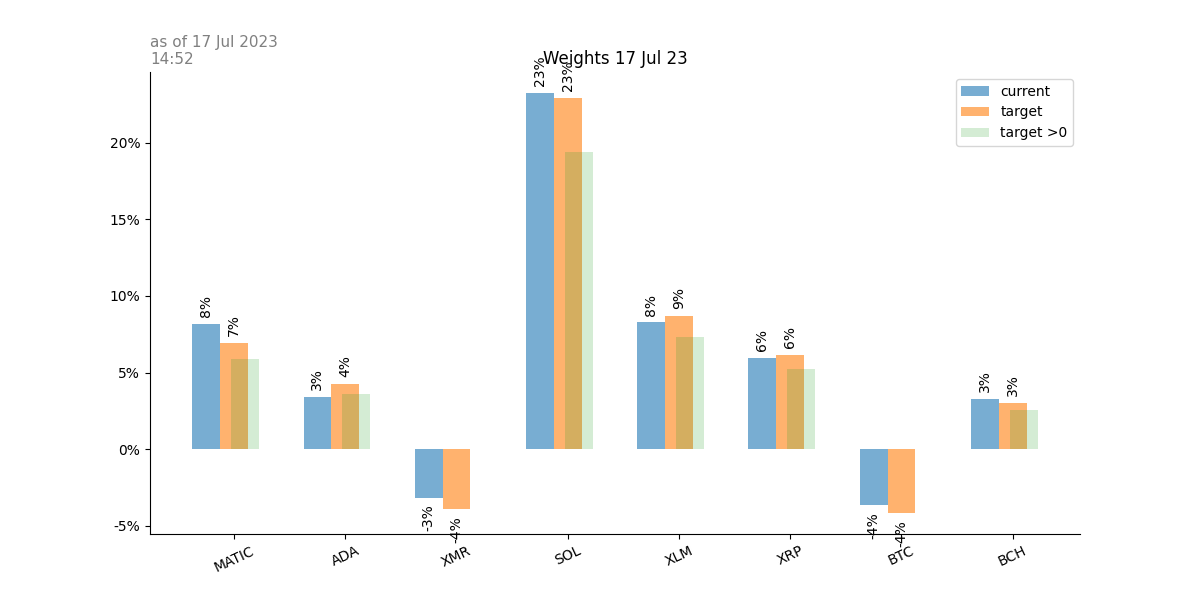 as of 17 Jul 2023
14:52
Weights 17 Jul 23
current
target
target >0
20%
15%
10%
5%
0%
-5%
8%
7%
3%
4%
-3%
-4%
23%
23%
8%
9%
6%
6%
-4%
-4%
3%
3%
MATIC
ADA
XMR
SOL
XLM
XRP
BTC
BCH